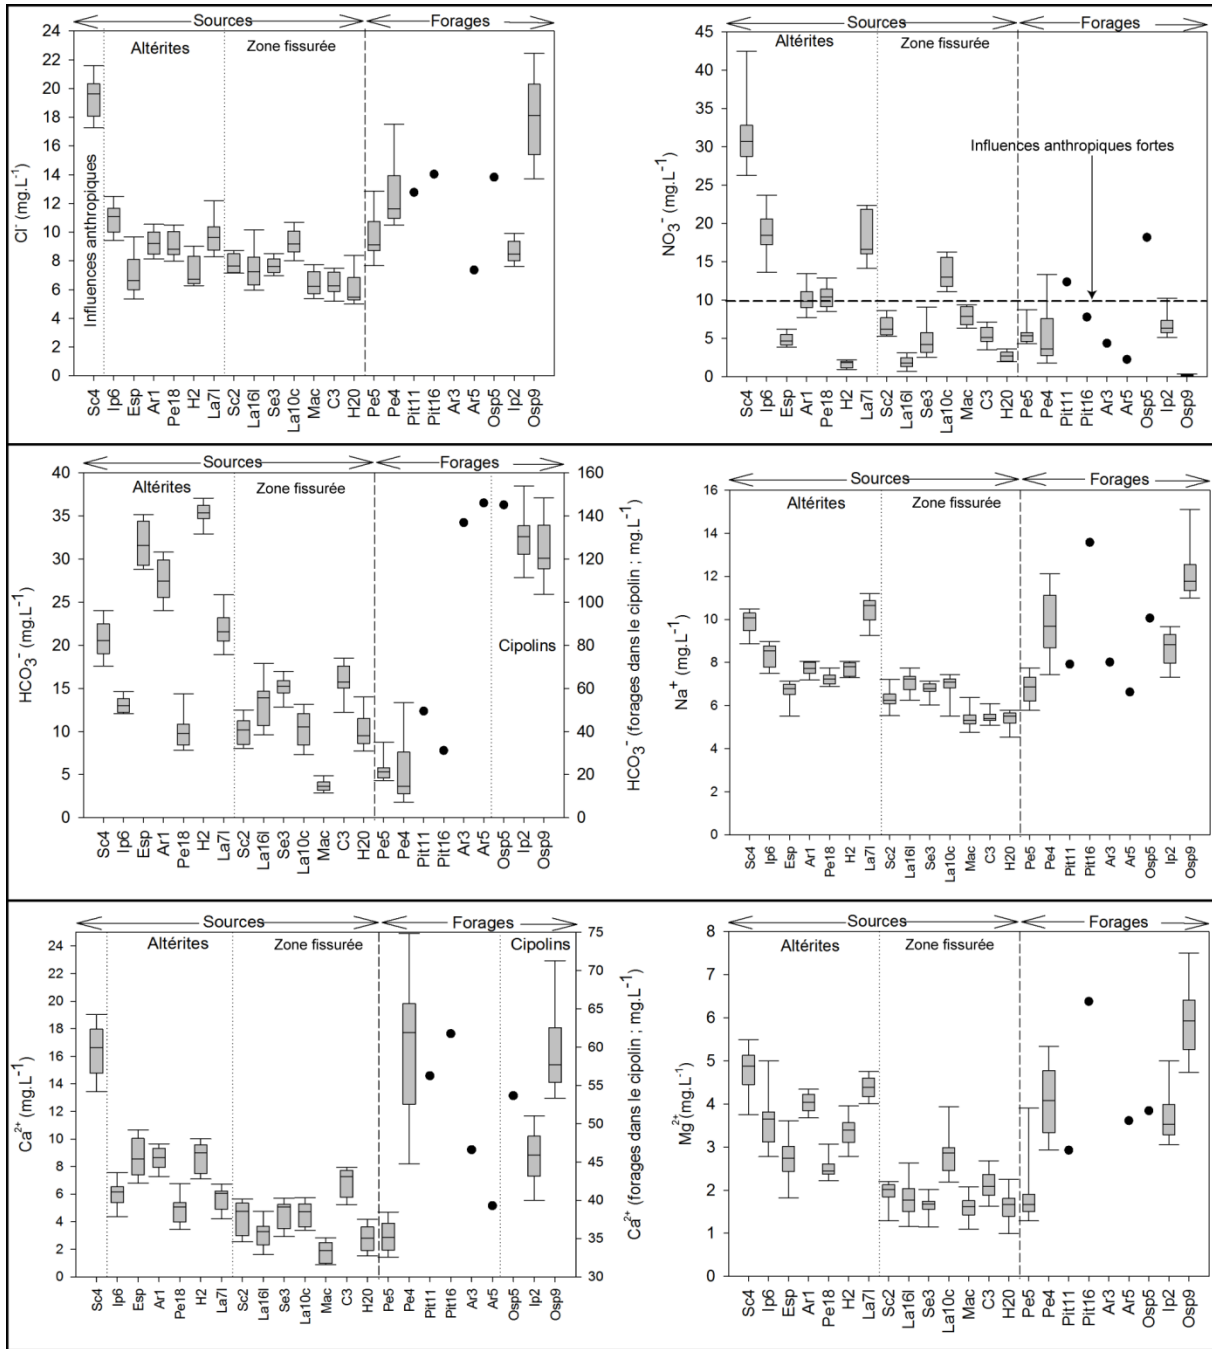 Sources Forages
Altérites Zone fissurée
Influences anthropiques
Cl⁻ (mg.L⁻¹)
24
22
20
18
16
14
12
10
8
6
4
2
0
Sc4 Ip6 Esp Ar1 Pe18 H2 La7l Sc2 La16l Se3 La10c Mac C3 H20 Pe5 Pe4 Pit11 Pit16 Ar3 Ar5 Osp5 Ip2 Osp9
Sources Forages
Altérites Zone fissurée
Influences anthropiques fortes
NO₃⁻ (mg.L⁻¹)
45
40
35
30
25
20
15
10
5
0
Sc4 Ip6 Esp Ar1 Pe18 H2 La7l Sc2 La16l Se3 La10c Mac C3 H20 Pe5 Pe4 Pit11 Pit16 Ar3 Ar5 Osp5 Ip2 Osp9
Sources Forages
Altérites Zone fissurée
Cipolins
HCO₃⁻ (mg.L⁻¹)
40
35
30
25
20
15
10
5
0
160
140
120
100
80
60
40
20
0
HCO₃⁻ (forages dans le cipolin ; mg.L⁻¹)
Sc4 Ip6 Esp Ar1 Pe18 H2 La7l Sc2 La16l Se3 La10c Mac C3 H20 Pe5 Pe4 Pit11 Pit16 Ar3 Ar5 Osp5 Ip2 Osp9
Sources Forages
Altérites Zone fissurée
Na⁺ (mg.L⁻¹)
16
14
12
10
8
6
4
2
0
Sc4 Ip6 Esp Ar1 Pe18 H2 La7l Sc2 La16l Se3 La10c Mac C3 H20 Pe5 Pe4 Pit11 Pit16 Ar3 Ar5 Osp5 Ip2 Osp9
Sources Forages
Altérites Zone fissurée Cipolins
Ca²⁺ (mg.L⁻¹)
24
22
20
18
16
14
12
10
8
6
4
2
0
75
70
65
60
55
50
45
40
35
30
Ca²⁺ (forages dans le cipolin ; mg.L⁻¹)
Sc4 Ip6 Esp Ar1 Pe18 H2 La7l Sc2 La16l Se3 La10c Mac C3 H20 Pe5 Pe4 Pit11 Pit16 Ar3 Ar5 Osp5 Ip2 Osp9
Sources Forages
Altérites Zone fissurée
Mg²⁺ (mg.L⁻¹)
8
7
6
5
4
3
2
1
0
Sc4 Ip6 Esp Ar1 Pe18 H2 La7l Sc2 La16l Se3 La10c Mac C3 H20 Pe5 Pe4 Pit11 Pit16 Ar3 Ar5 Osp5 Ip2 Osp9